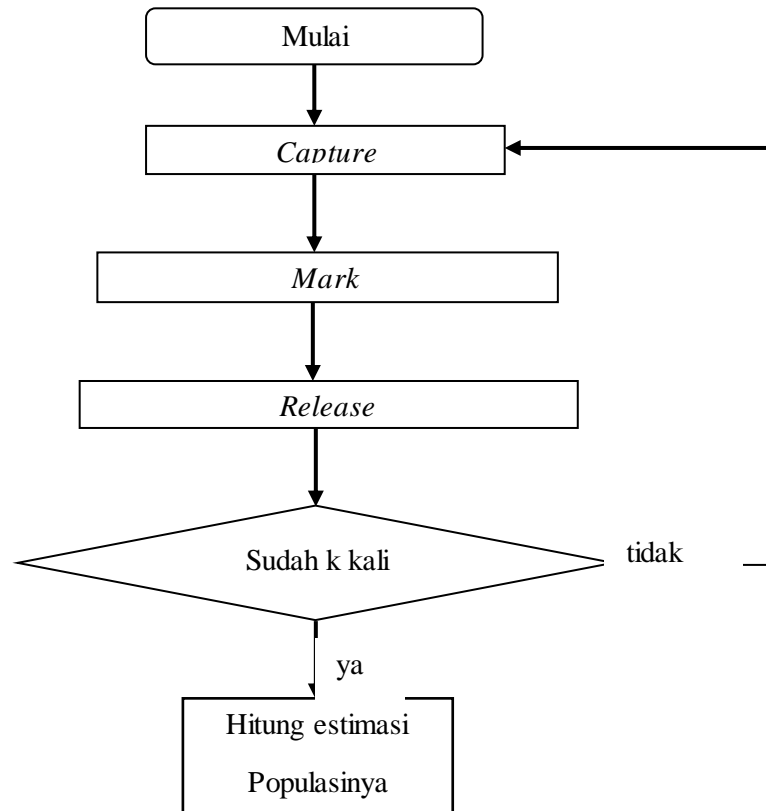 Mulai
Capture
Mark
Release
Sudah k kali
tidak
ya
Hitung estimasi
Populasinya